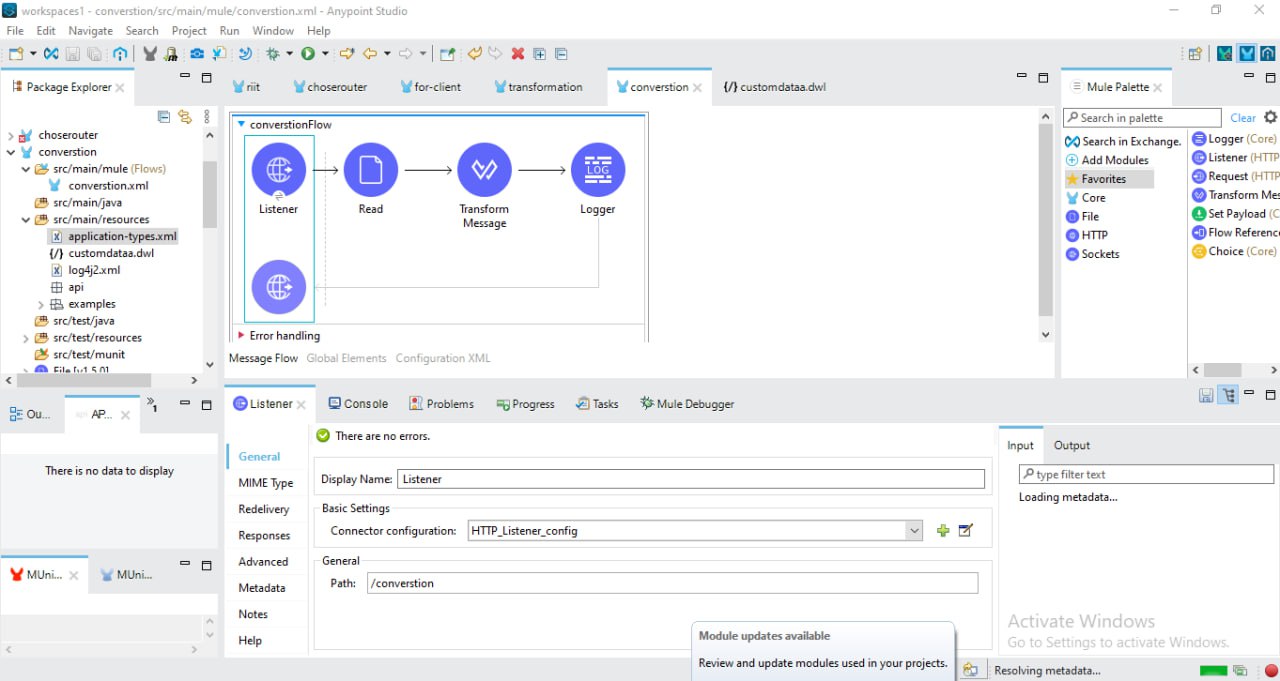 workspaces1 - converstion/src/main/mule/converstion.xml - Anypoint Studio
File Edit Navigate Search Project Run Window Help
Package Explorer
choserouter
converstion
src/main/mule (Flows)
converstion.xml
src/main/java
src/main/resources
application-types.xml
customdataa.dwl
log4j2.xml
api
examples
src/test/java
src/test/resources
src/test/munit
File [v1.5.0]
riit
choserouter
for-client
transformation
converstion
{/} customdataa.dwl
converstionFlow
Listener
Read
Transform
Message
LOG
Logger
Error handling
Message Flow Global Elements Configuration XML
Mule Palette
Search in palette
Clear
Search in Exchange.
Add Modules
Favorites
Core
File
HTTP
Sockets
Logger (Core)
Listener (HTTP
Request (HTTP
Transform Mes
Set Payload (C
Flow Reference
Choice (Core)
Ou...
AP...
1
There is no data to display
MUni...
MUni...
Listener
Console
Problems
Progress
Tasks
Mule Debugger
There are no errors.
General
MIME Type
Redelivery
Responses
Advanced
Metadata
Notes
Help
Display Name: Listener
Basic Settings
Connector configuration: HTTP_Listener_config
General
Path: /converstion
Input Output
type filter text
Loading metadata...
Activate Windows
Go to Settings to activate Windows.
Module updates available
Review and update modules used in your projects.
Resolving metadata...